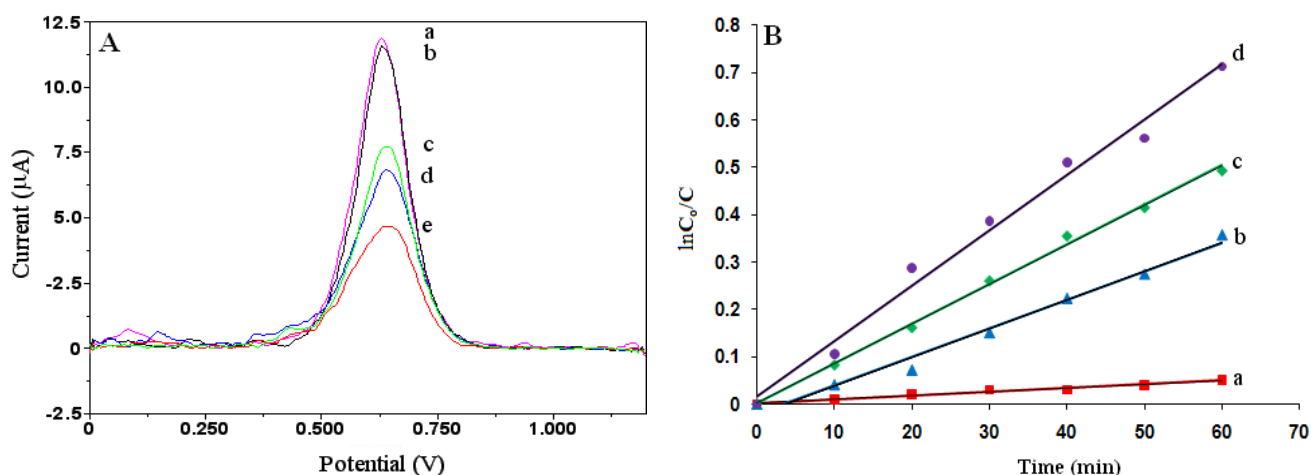 A
12.5
10.0
7.5
5.0
-2.5
0
-2.5
0
0.250
0.500
0.750
1.000
Current (µA)
Potential (V)
a
b
c
d
e
B
0.8
0.7
0.6
0.5
0.4
0.3
0.2
0.1
0
0
10
20
30
40
50
60
70
lnCo/C
Time (min)
d
c
b
a